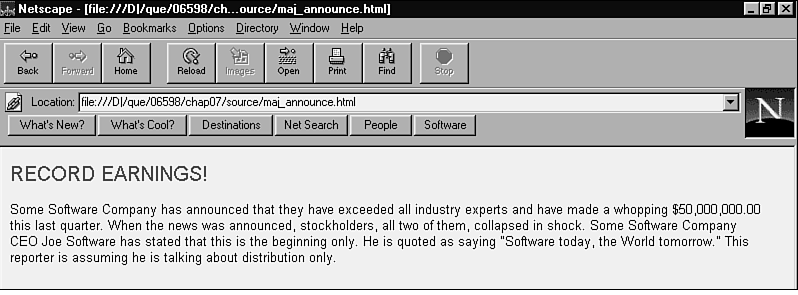 Netscape - [file:///D|/que/06598/ch...ource/maj_announce.html]
File Edit View Go Bookmarks Options Directory Window Help
Back Forward Home Reload Images Open Print Find Stop
Location: file:///D|/que/06598/chap07/source/maj_announce.html
N
What's New? What's Cool? Destinations Net Search People Software
RECORD EARNINGS!
Some Software Company has announced that they have exceeded all industry experts and have made a whopping $50,000,000.00
this last quarter. When the news was announced, stockholders, all two of them, collapsed in shock. Some Software Company
CEO Joe Software has stated that this is the beginning only. He is quoted as saying "Software today, the World tomorrow." This
reporter is assuming he is talking about distribution only.